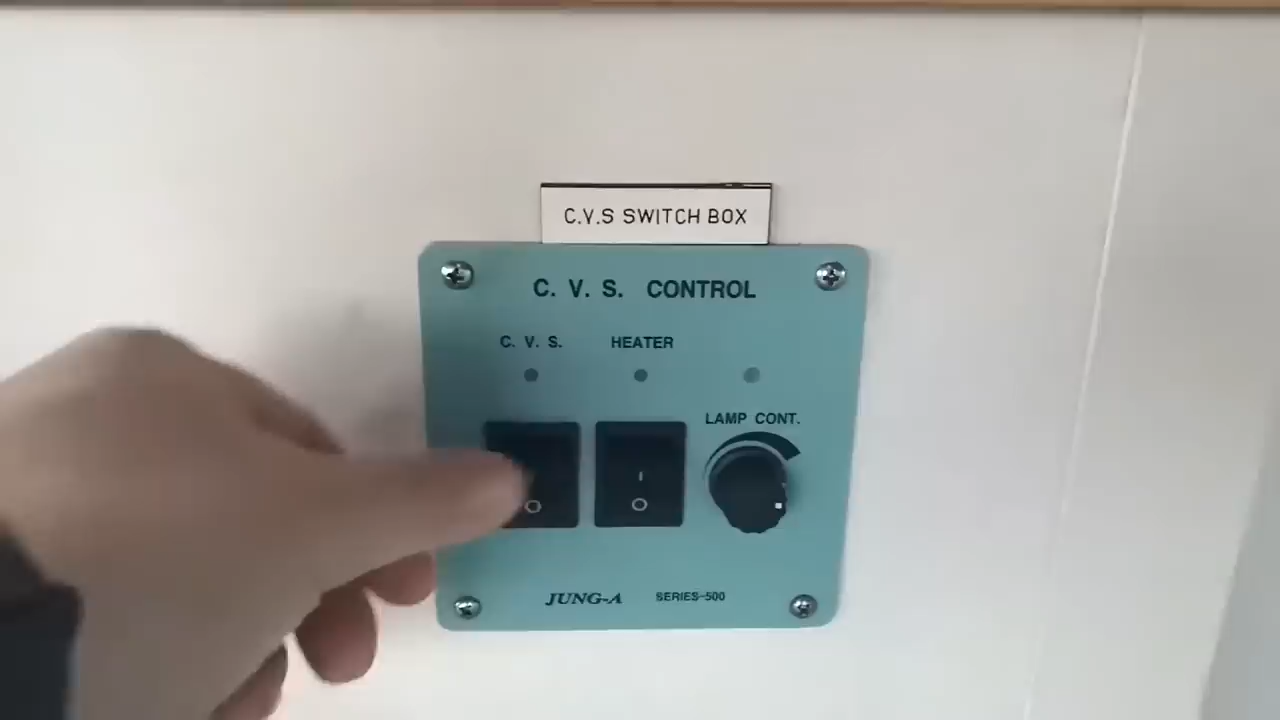 C.V.S SWITCH BOX
C. V. S. CONTROL
C. V. S. HEATER
LAMP CONT.
I
O O
JUNG-A SERIES-500